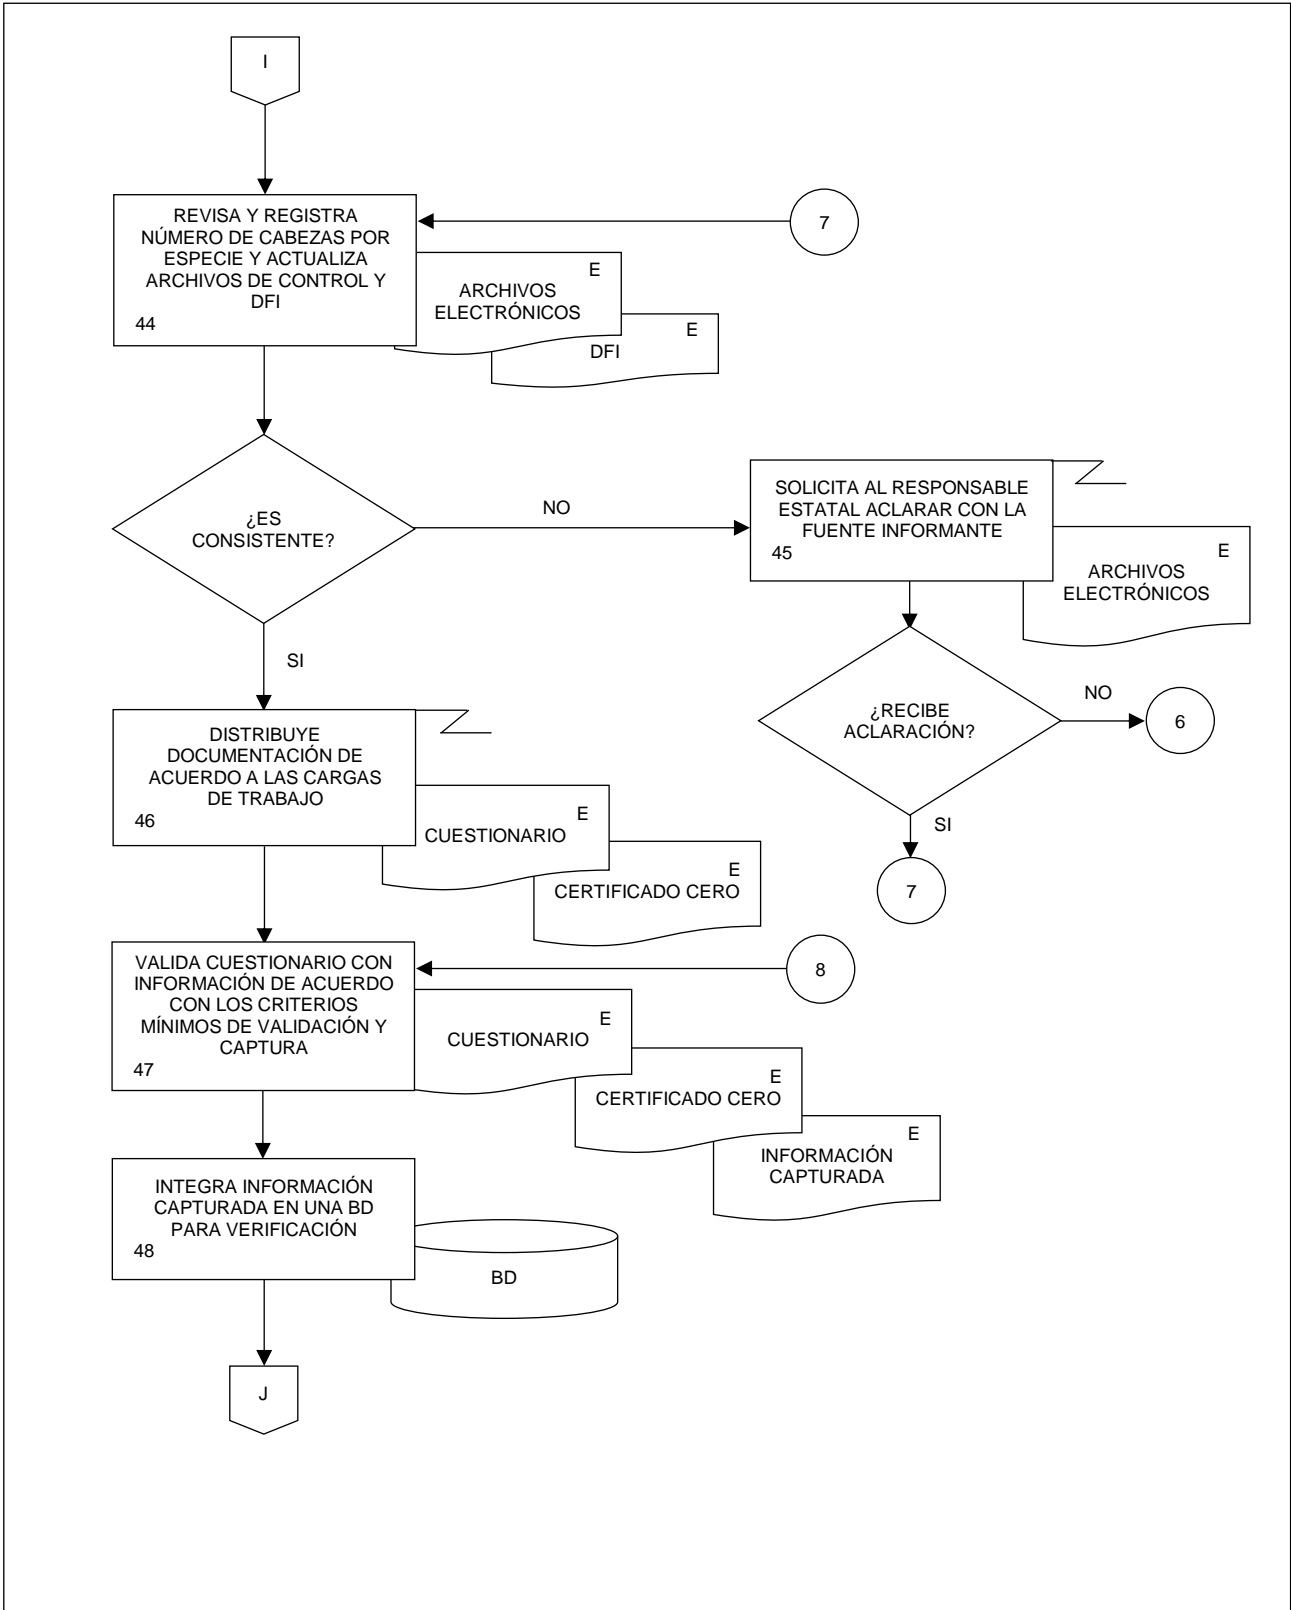 I
REVISA Y REGISTRA
NÚMERO DE CABEZAS POR
ESPECIE Y ACTUALIZA
ARCHIVOS DE CONTROL Y
DFI
44
7
E
ARCHIVOS
ELECTRÓNICOS
E
DFI
¿ES
CONSISTENTE?
NO
SOLICITA AL RESPONSABLE
ESTATAL ACLARAR CON LA
FUENTE INFORMANTE
45
E
ARCHIVOS
ELECTRÓNICOS
SI
¿RECIBE
ACLARACIÓN?
NO
6
SI
7
DISTRIBUYE
DOCUMENTACIÓN DE
ACUERDO A LAS CARGAS
DE TRABAJO
46
E
CUESTIONARIO
E
CERTIFICADO CERO
VALIDA CUESTIONARIO CON
INFORMACIÓN DE ACUERDO
CON LOS CRITERIOS
MÍNIMOS DE VALIDACIÓN Y
CAPTURA
47
8
E
CUESTIONARIO
E
CERTIFICADO CERO
E
INFORMACIÓN
CAPTURADA
INTEGRA INFORMACIÓN
CAPTURADA EN UNA BD
PARA VERIFICACIÓN
48
BD
J